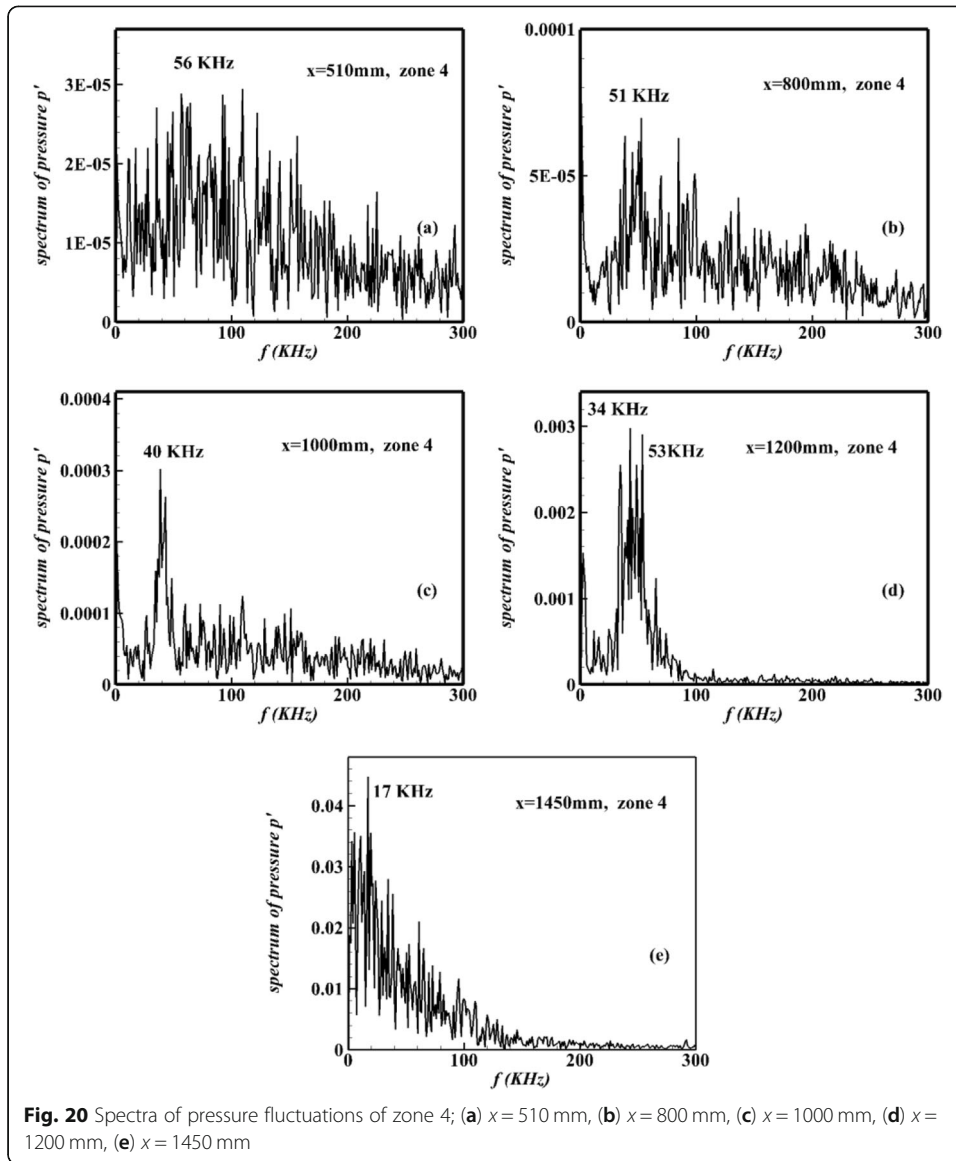 56 KHz
x=510mm, zone 4
3E-05
2E-05
1E-05
0
spectrum of pressure p'
(a)
0 100 200 300
f (KHz)
0.0001
51 KHz
x=800mm, zone 4
5E-05
0
spectrum of pressure p'
(b)
0 100 200 300
f (KHz)
0.0004
40 KHz
x=1000mm, zone 4
0.0003
0.0002
0.0001
0
spectrum of pressure p'
(c)
0 100 200 300
f (KHz)
34 KHz
53KHz
x=1200mm, zone 4
0.003
0.002
0.001
0
spectrum of pressure p'
(d)
0 100 200 300
f (KHz)
17 KHz
x=1450mm, zone 4
0.04
0.03
0.02
0.01
0
spectrum of pressure p'
(e)
0 100 200 300
f (KHz)
Fig. 20 Spectra of pressure fluctuations of zone 4; (a) x = 510 mm, (b) x = 800 mm, (c) x = 1000 mm, (d) x =
1200 mm, (e) x = 1450 mm